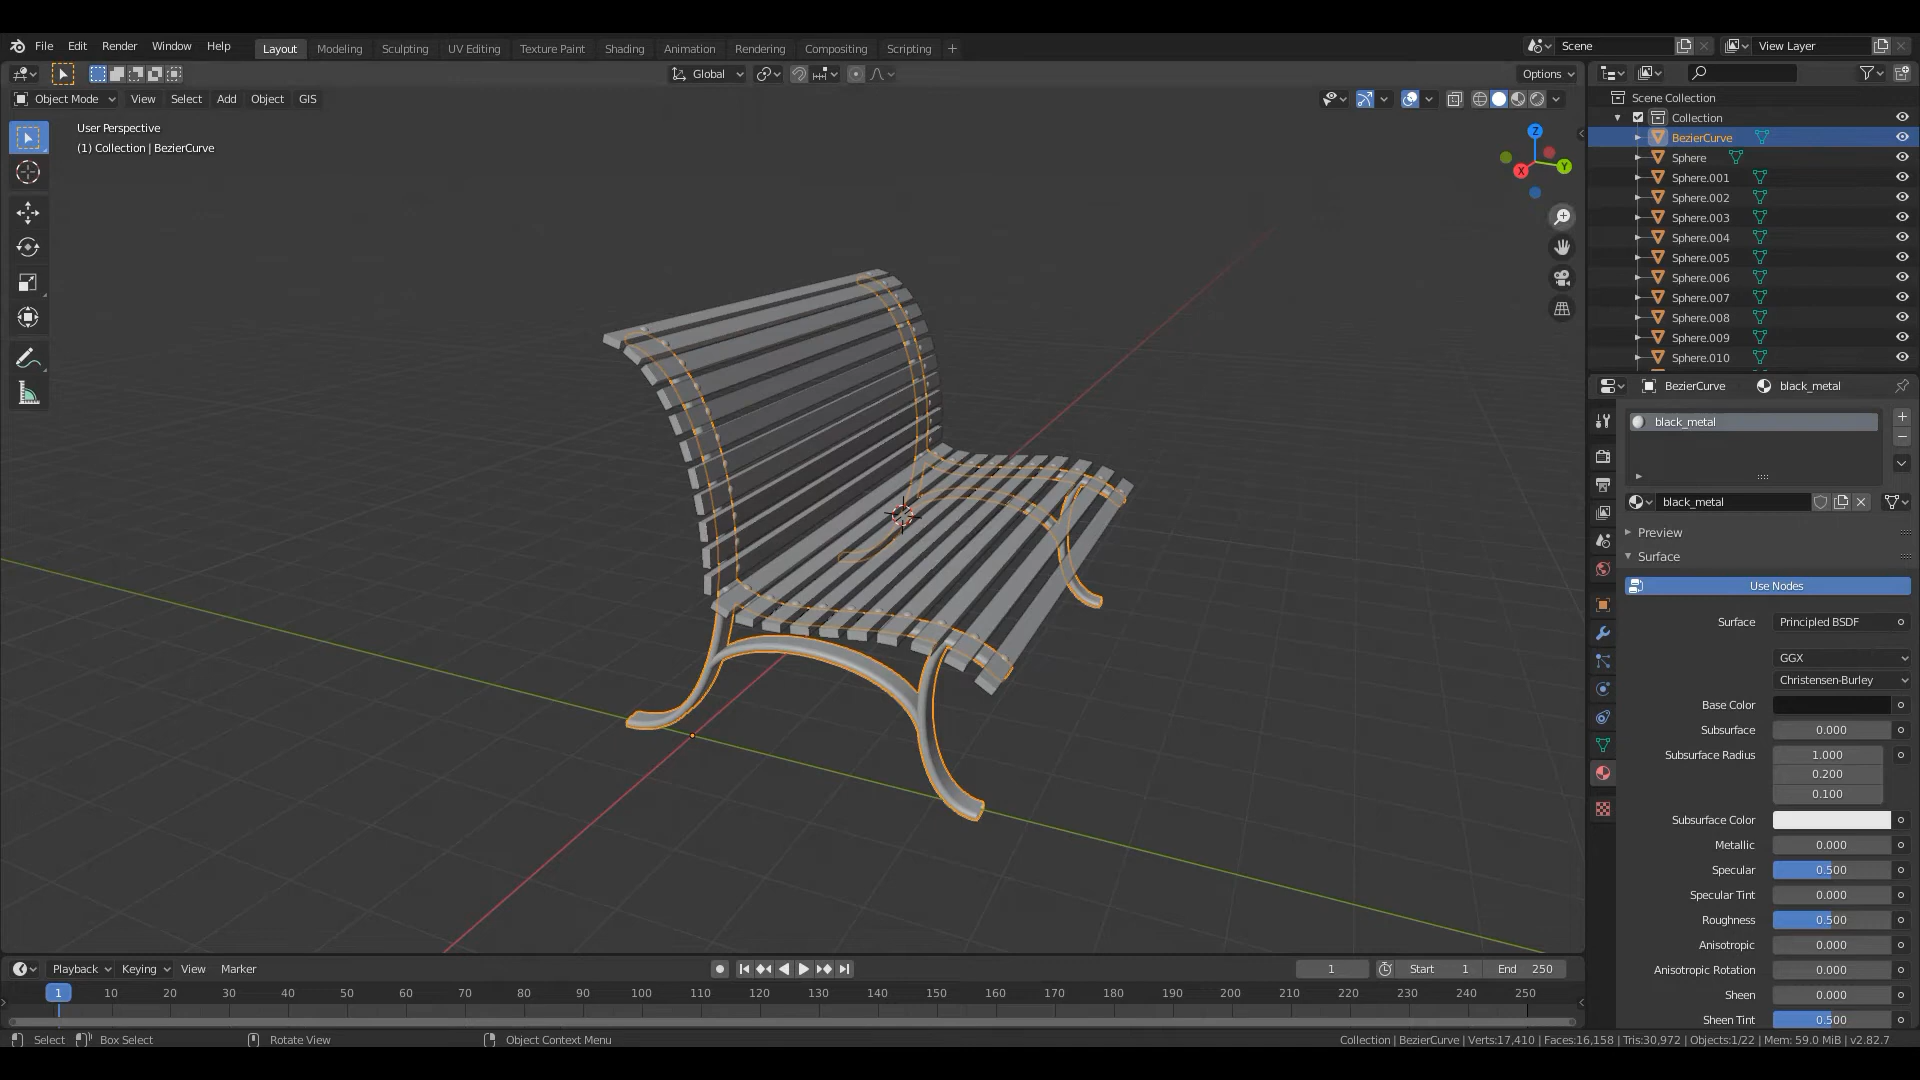 File Edit Render Window Help Layout Modeling Sculpting UV Editing Texture Paint Shading Animation Rendering Compositing Scripting Scene View Layer
Global Options
Object Mode View Select Add Object GIS
User Perspective
(1) Collection | BezierCurve
Z
Y
X
Scene Collection
Collection
BezierCurve
Sphere
Sphere.001
Sphere.002
Sphere.003
Sphere.004
Sphere.005
Sphere.006
Sphere.007
Sphere.008
Sphere.009
Sphere.010
BezierCurve black_metal
black_metal
black_metal
Preview
Surface
Use Nodes
Surface Principled BSDF
GGX
Christensen-Burley
Base Color
Subsurface 0.000
Subsurface Radius 1.000
0.200
0.100
Subsurface Color
Metallic 0.000
Specular 0.500
Specular Tint 0.000
Roughness 0.500
Anisotropic 0.000
Anisotropic Rotation 0.000
Sheen 0.000
Sheen Tint 0.500
Playback Keying View Marker 1 Start 1 End 250
1 10 20 30 40 50 60 70 80 90 100 110 120 130 140 150 160 170 180 190 200 210 220 230 240 250
Select Box Select Rotate View Object Context Menu Collection | BezierCurve | Verts:17,410 | Faces:16,158 | Tris:30,972 | Objects:1/22 | Mem: 59.0 MiB | v2.82.7